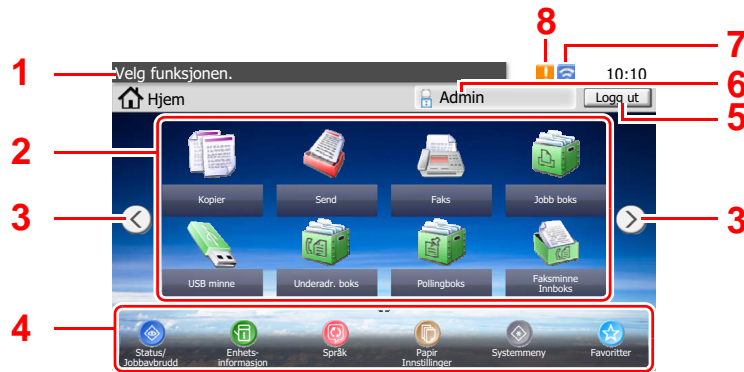 8
7
1
Velg funksjonen.
10:10
6
Hjem
Admin
Logg ut
5
2
Kopier
Send
Faks
Jobb boks
3
3
USB minne
Underadr. boks
Pollingboks
Faksminne
Innboks
4
Status/
Jobbavbrudd
Enhets-
informasjon
Språk
Papir
Innstillinger
Systemmeny
Favoritter